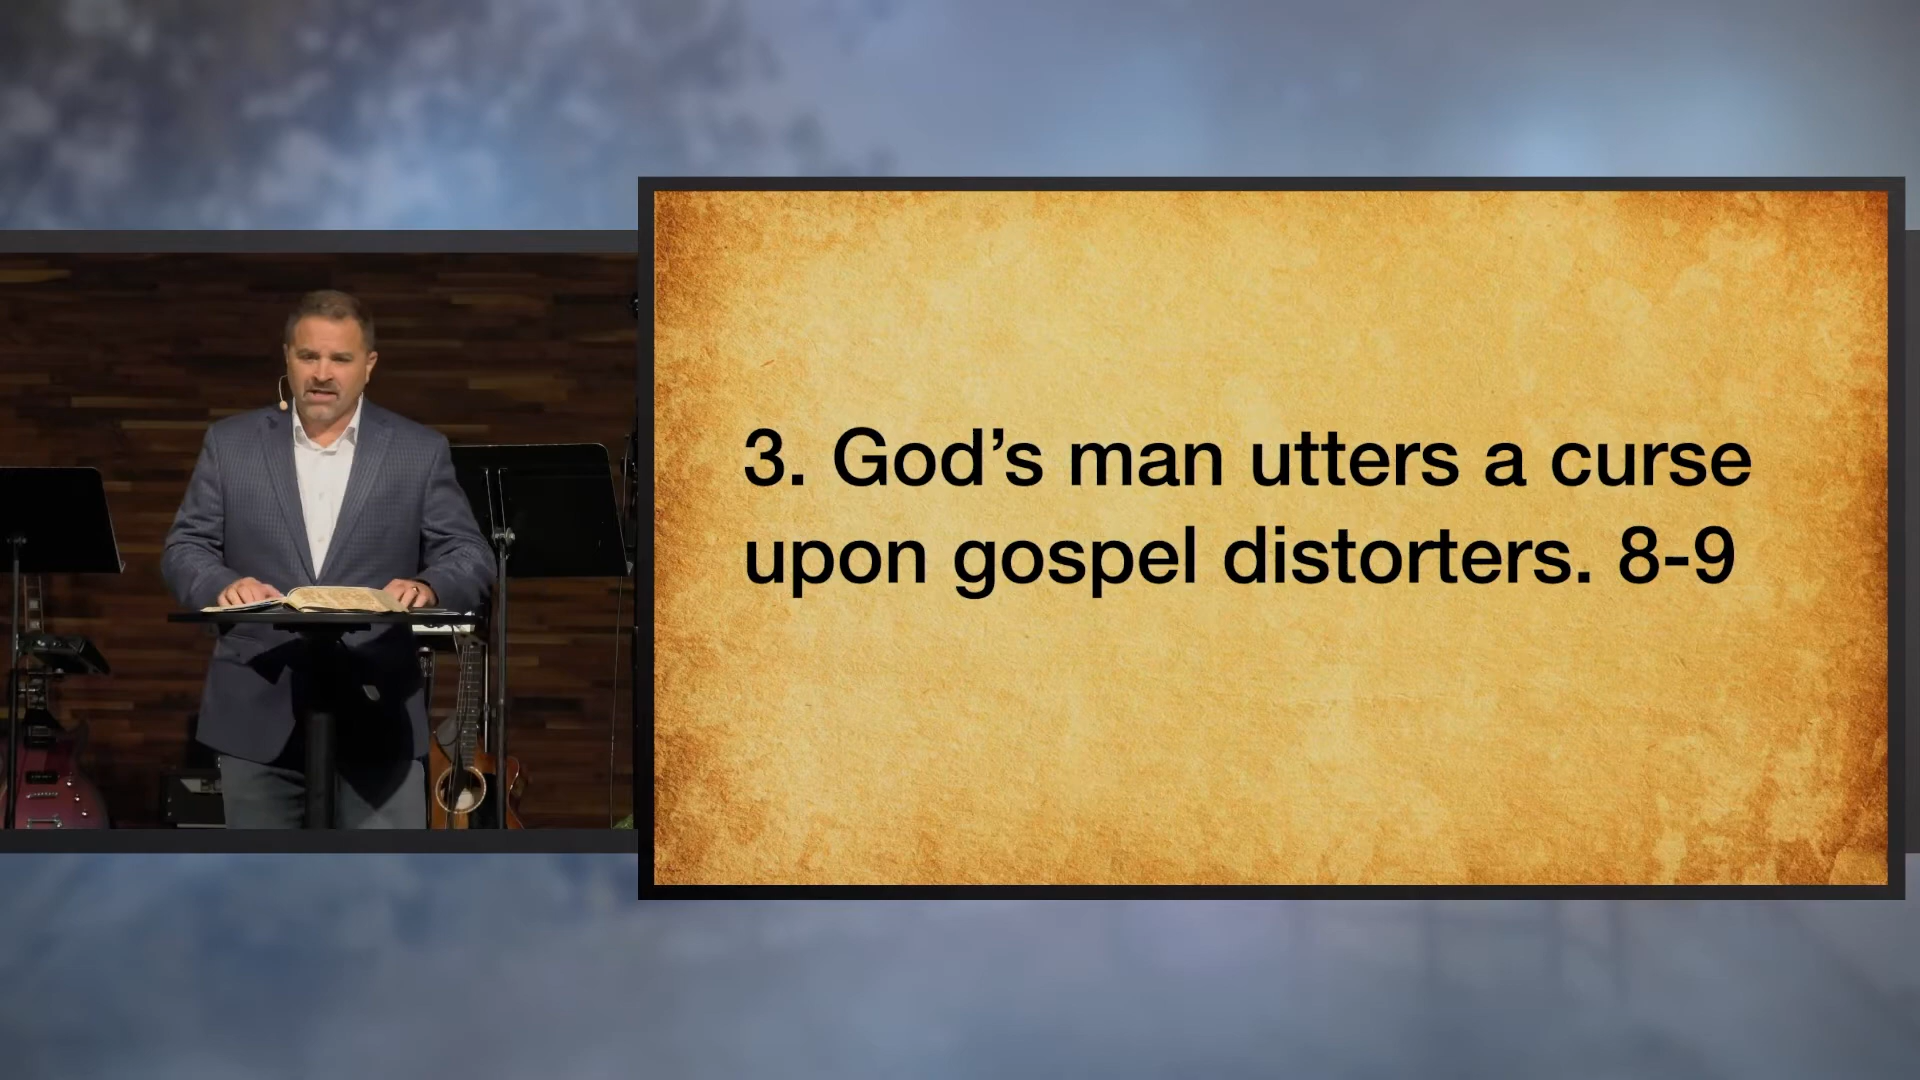 3. God’s man utters a curse
upon gospel distorters. 8-9